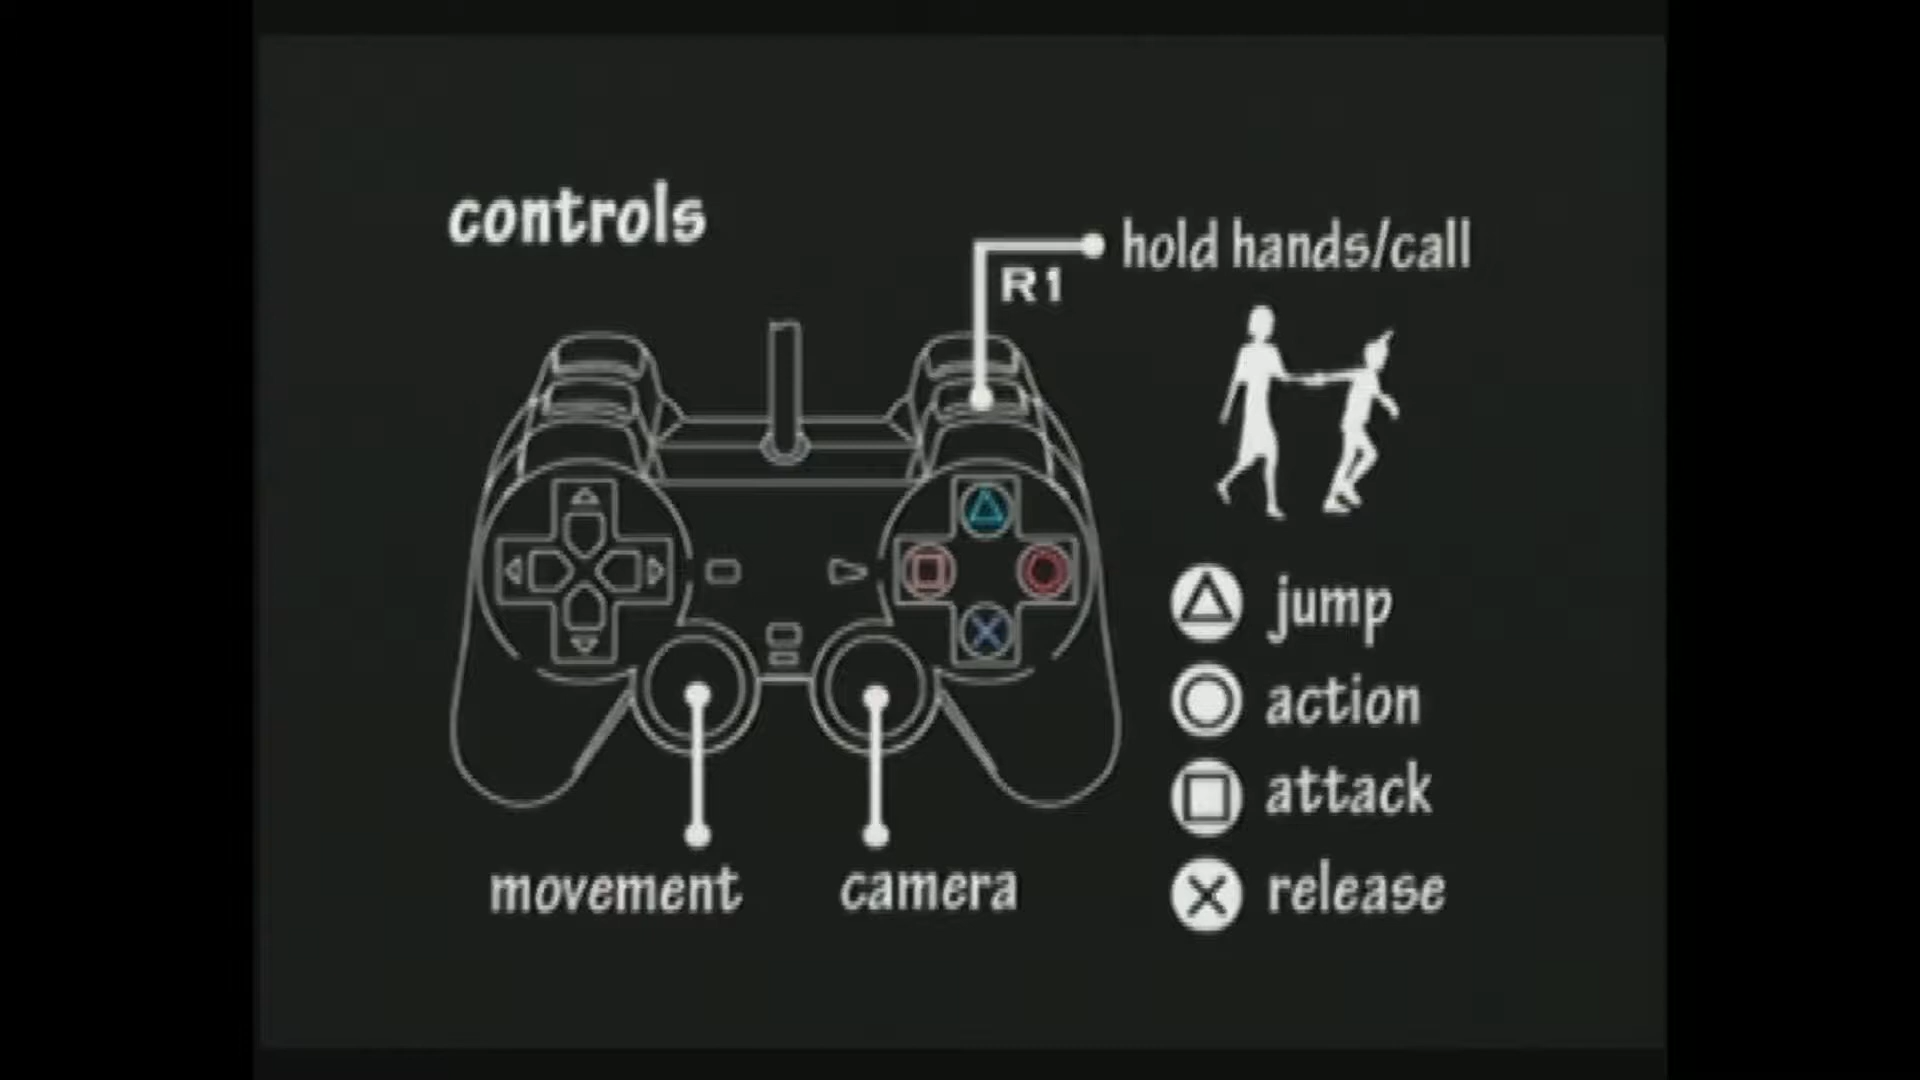 controls
hold hands/call
R1
jump
action
attack
release
movement
camera